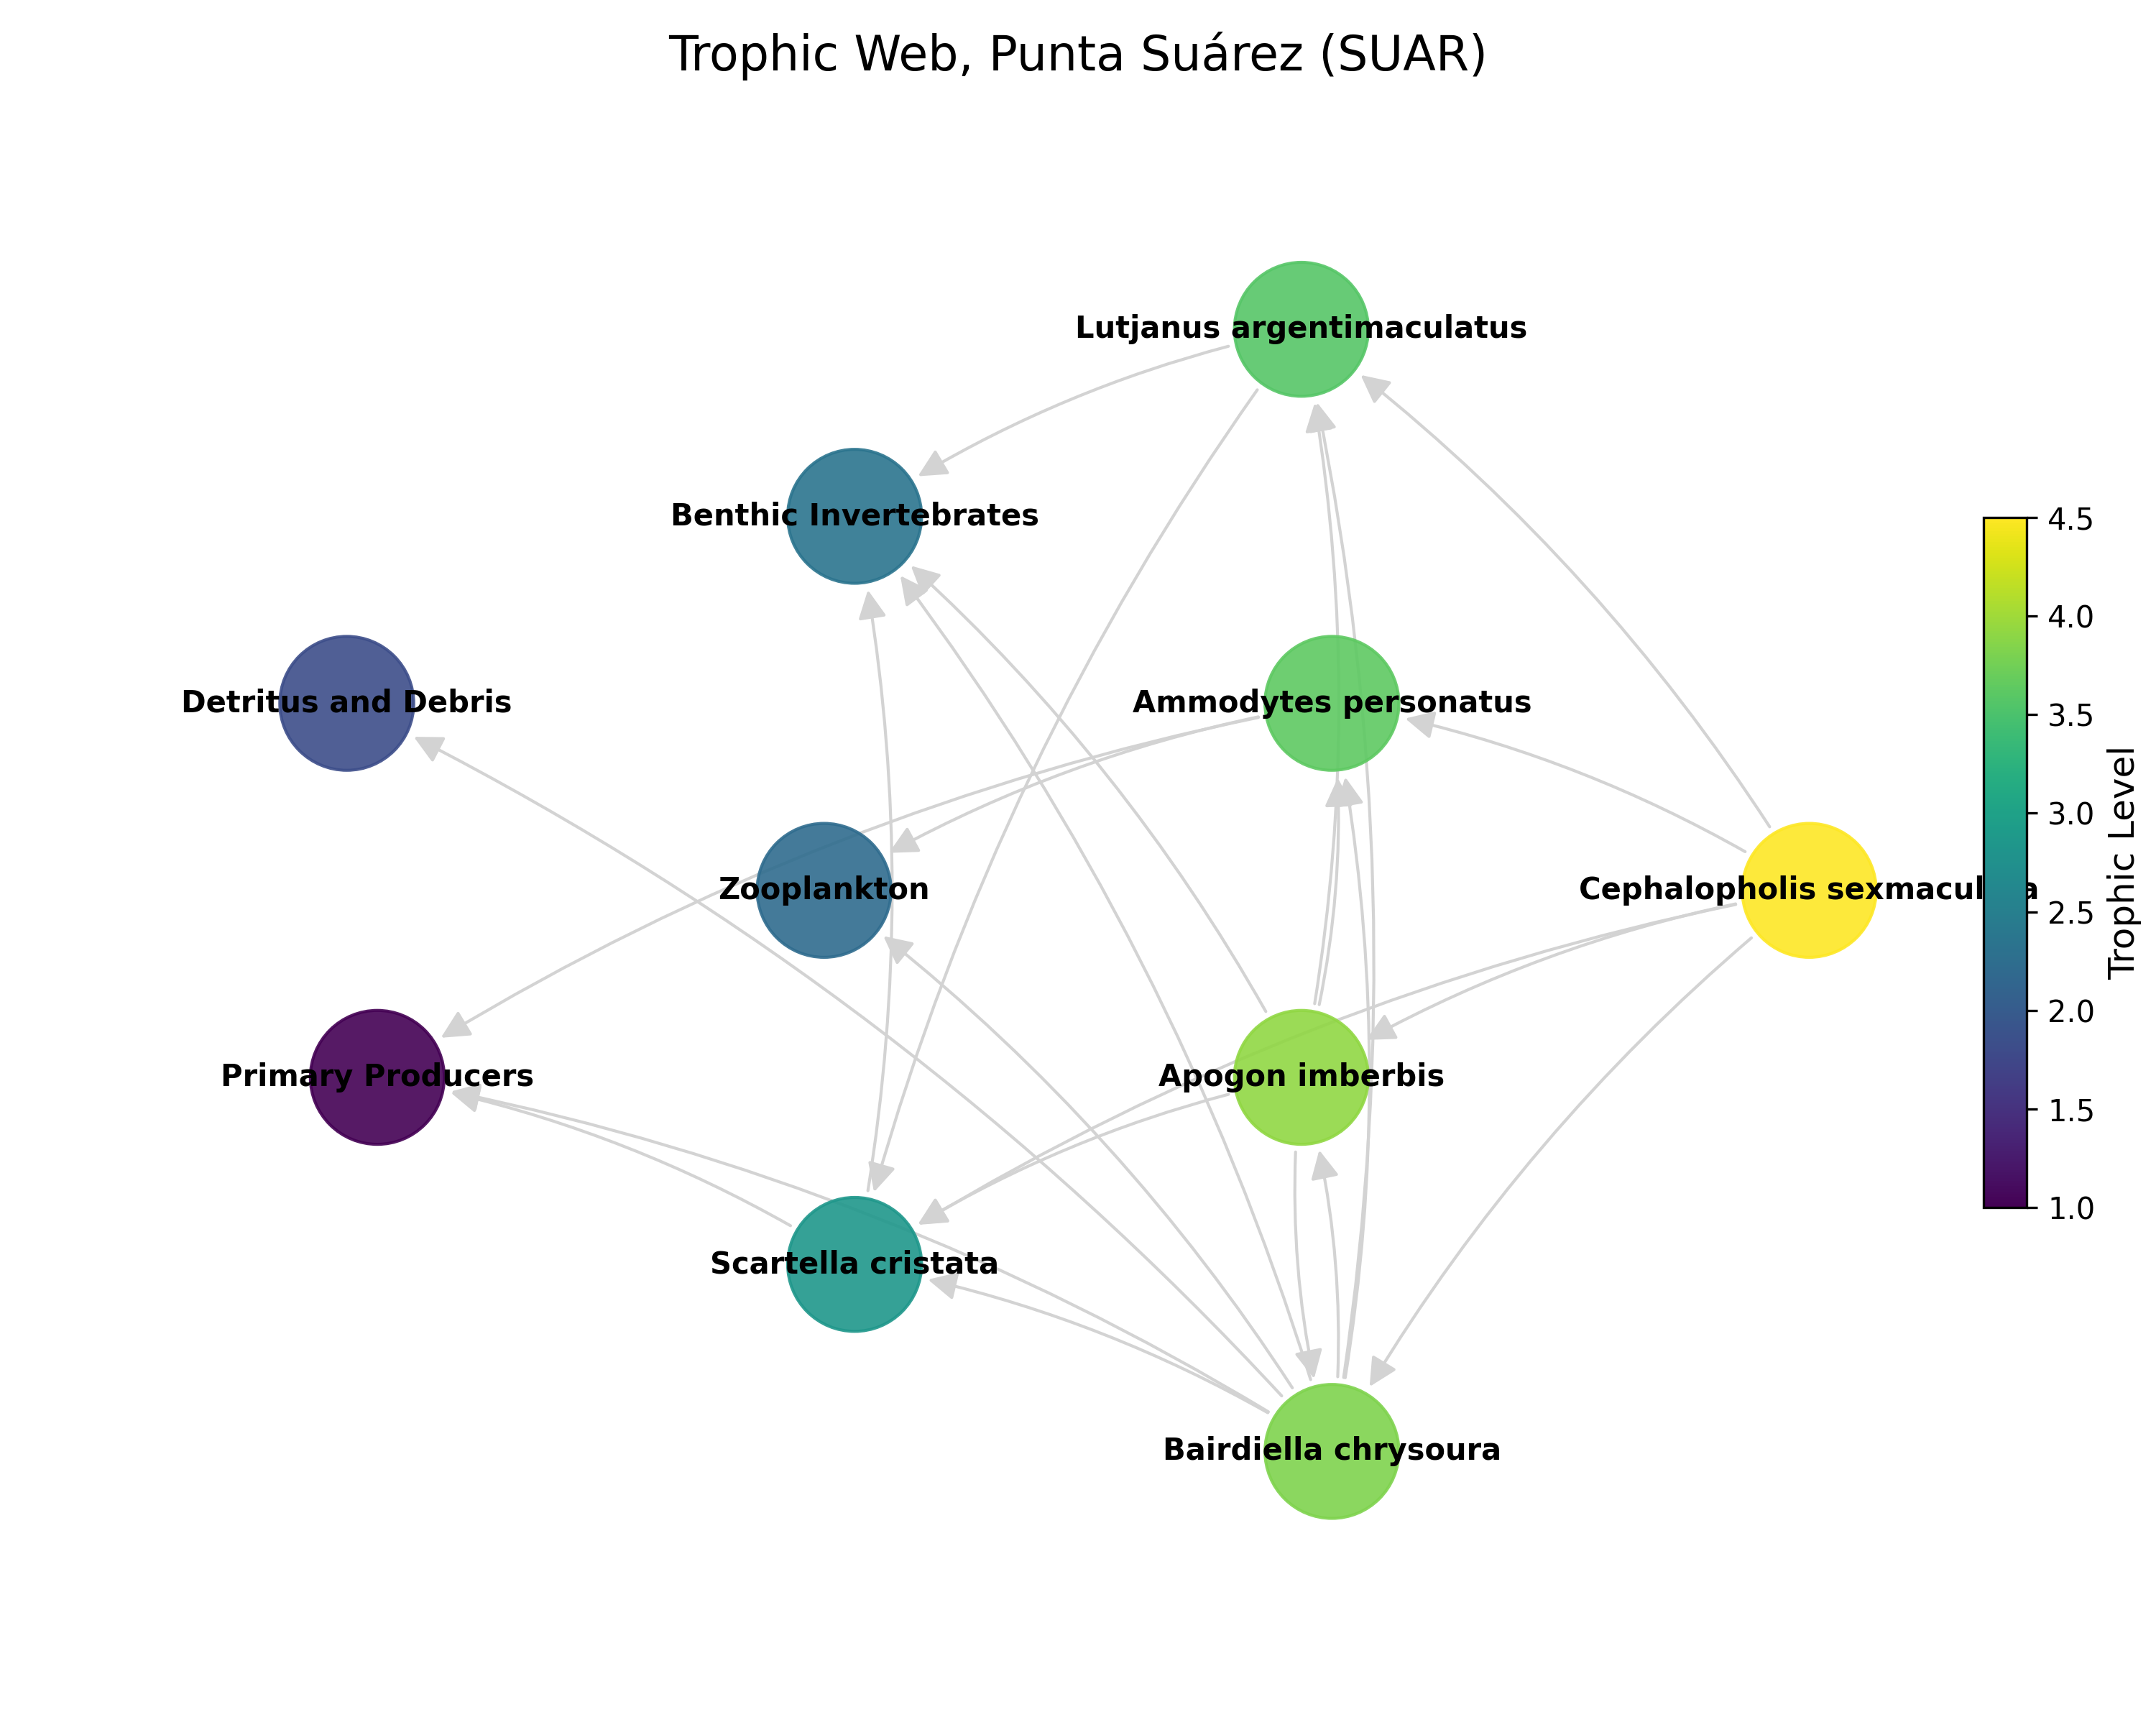 Trophic Web, Punta Suárez (SUAR)
Lutjanus argentimaculatus
Benthic Invertebrates
Detritus and Debris
Ammodytes personatus
Zooplankton
Cephalopholis
Primary Producers
Apogon imberbis
Scartella cristata
Bairdiella chrysoura
4.5
4.0
3.5
3.0
2.5
2.0
1.5
1.0
Trophic Level